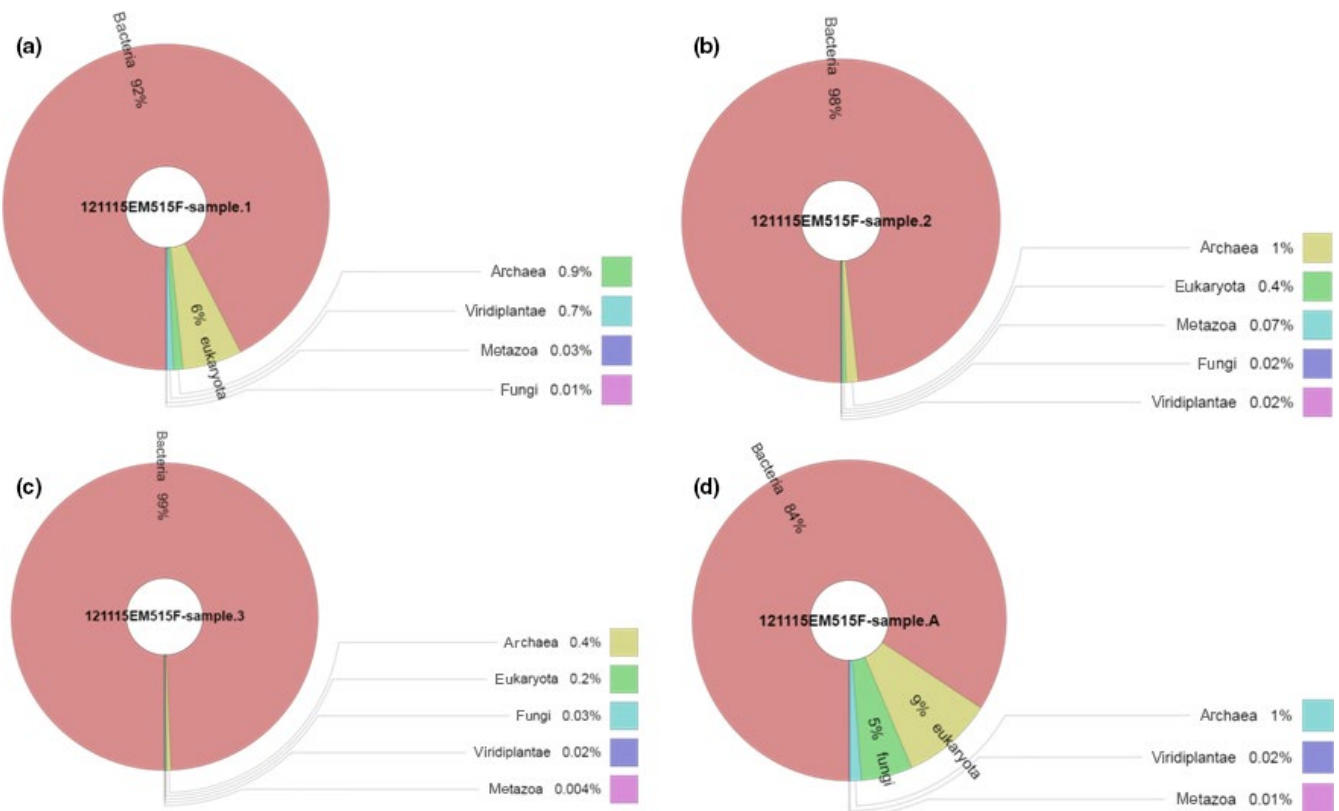 (a)
Bacteria 92%
121115EM515F-sample.1
6% eukaryota
Archaea 0.9%
Viridiplantae 0.7%
Metazoa 0.03%
Fungi 0.01%
(b)
Bacteria 98%
121115EM515F-sample.2
Archaea 1%
Eukaryota 0.4%
Metazoa 0.07%
Fungi 0.02%
Viridiplantae 0.02%
(c)
Bacteria 99%
121115EM515F-sample.3
Archaea 0.4%
Eukaryota 0.2%
Fungi 0.03%
Viridiplantae 0.02%
Metazoa 0.004%
(d)
Bacteria 84%
121115EM515F-sample.A
9% eukaryota
5% fungi
Archaea 1%
Viridiplantae 0.02%
Metazoa 0.01%